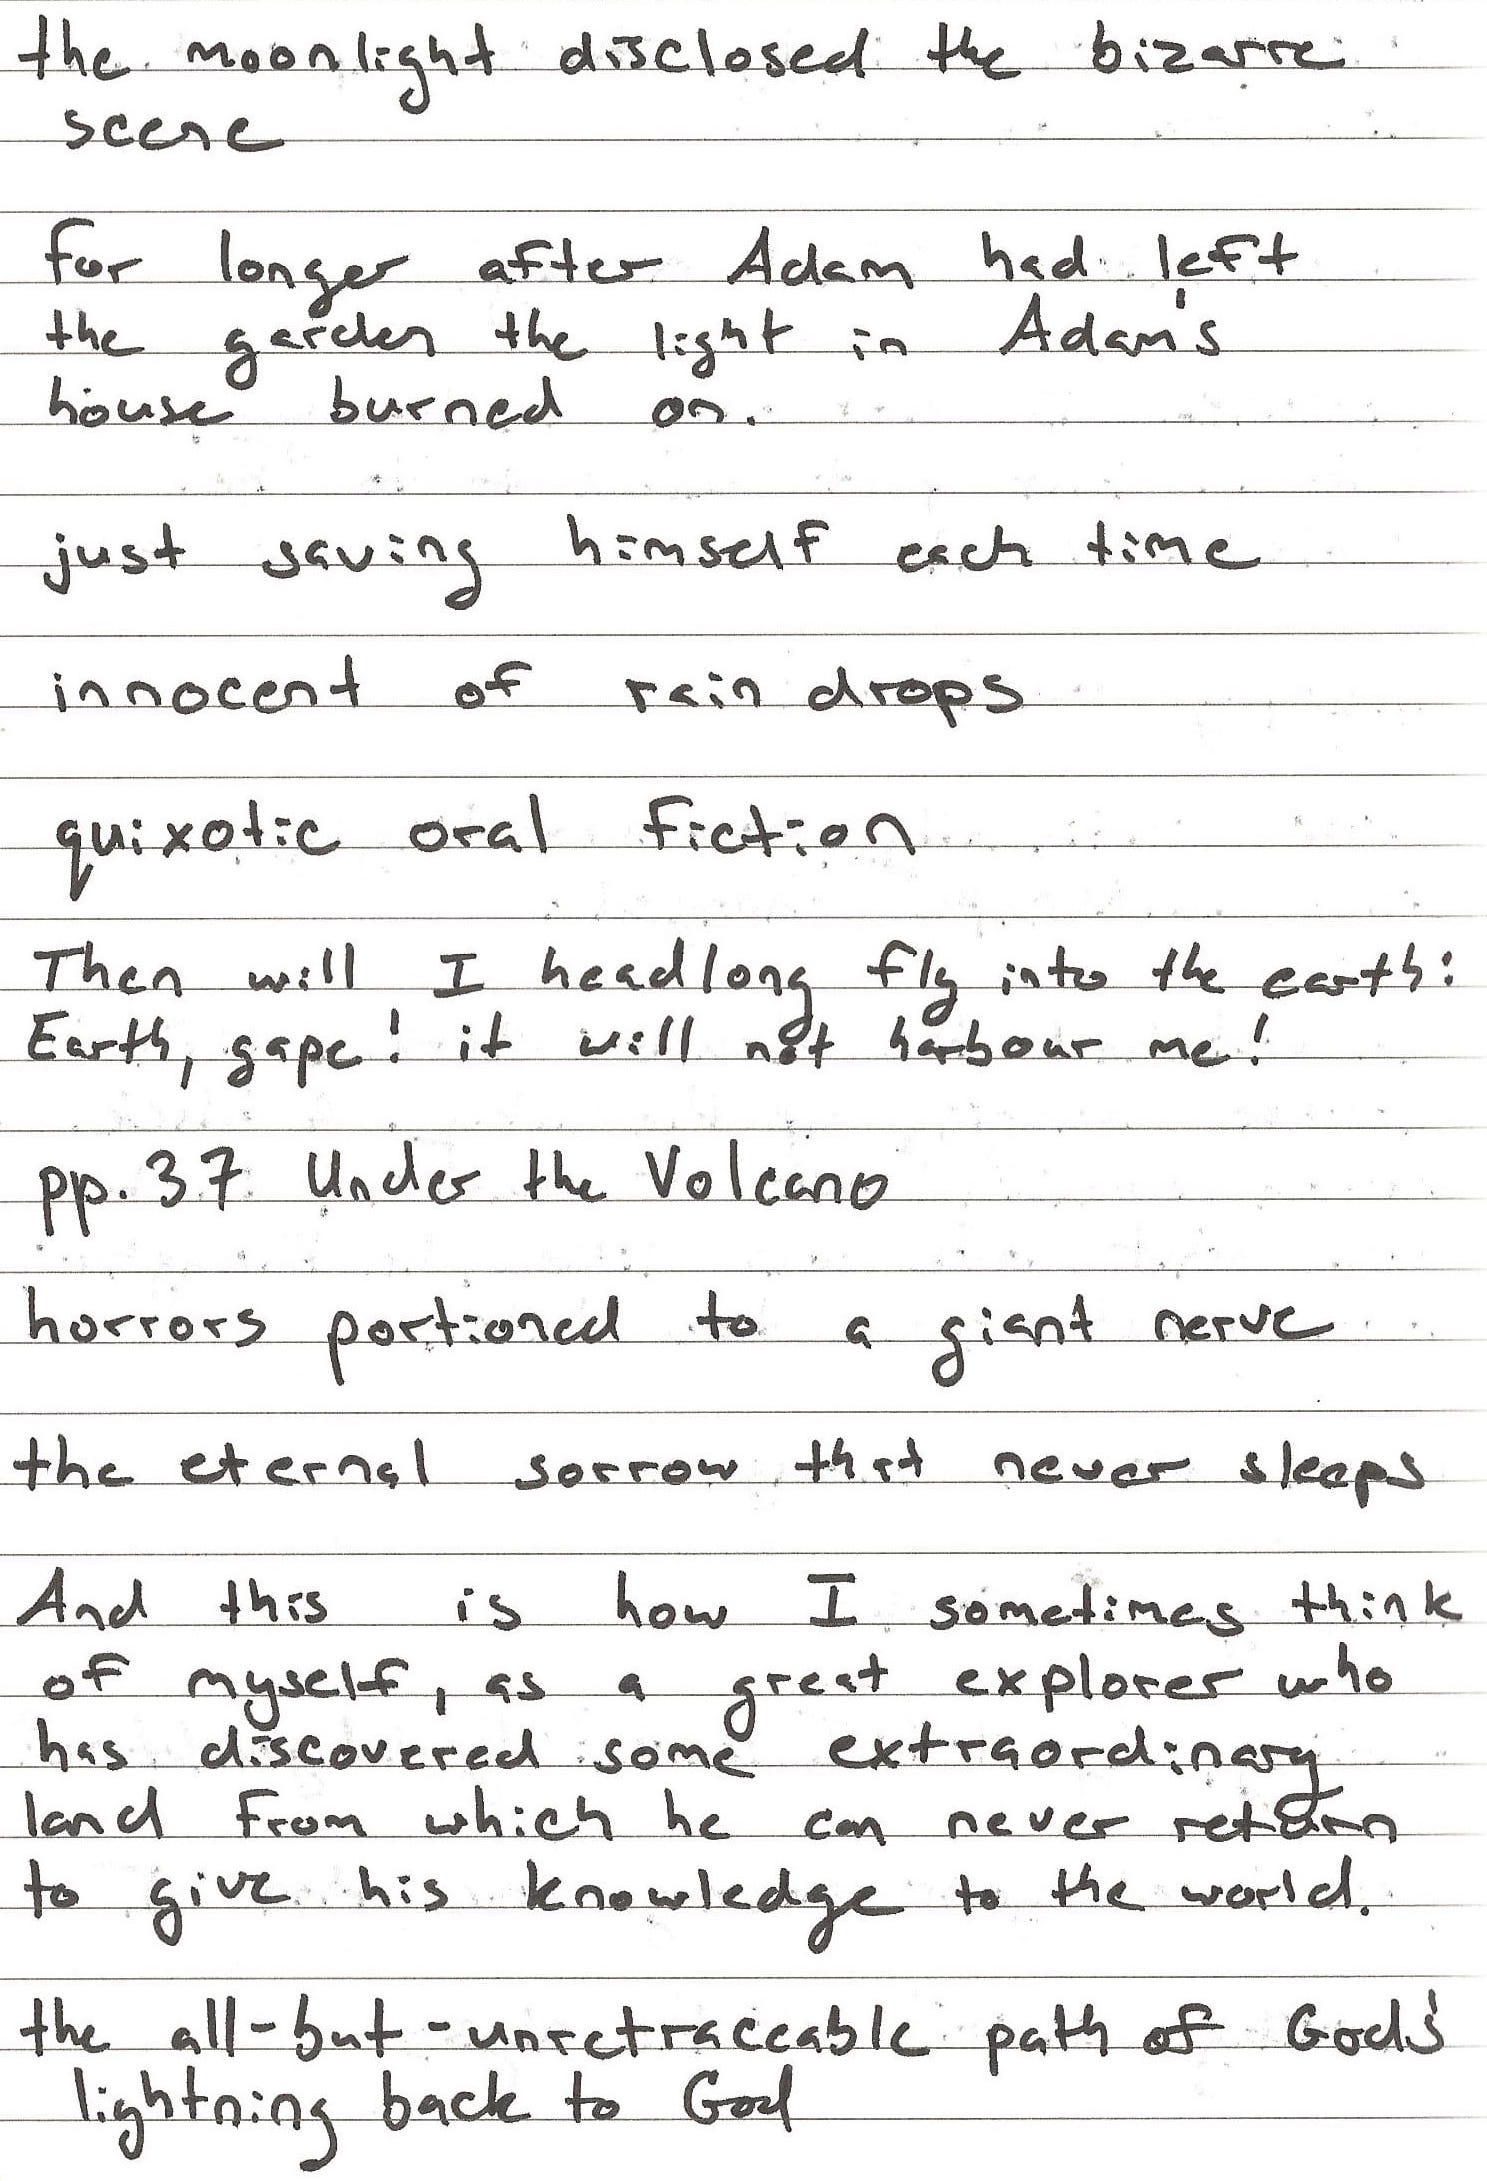 the moonlight disclosed the bizarre
scene
for longer after Adam had left
the garden the light in Adam's
house burned on.
just saving himself each time
innocent of rain drops
quixotic oral fiction
Then will I headlong fly into the earth:
Earth, gape! it will not harbour me!
pp. 37 Under the Volcano
horrors portioned to a giant nerve
the eternal sorrow that never sleeps
And this is how I sometimes think
of myself, as a great explorer who
has discovered some extraordinary
land from which he can never return
to give his knowledge to the world.
the all-but-unretraceable path of God's
lightning back to God